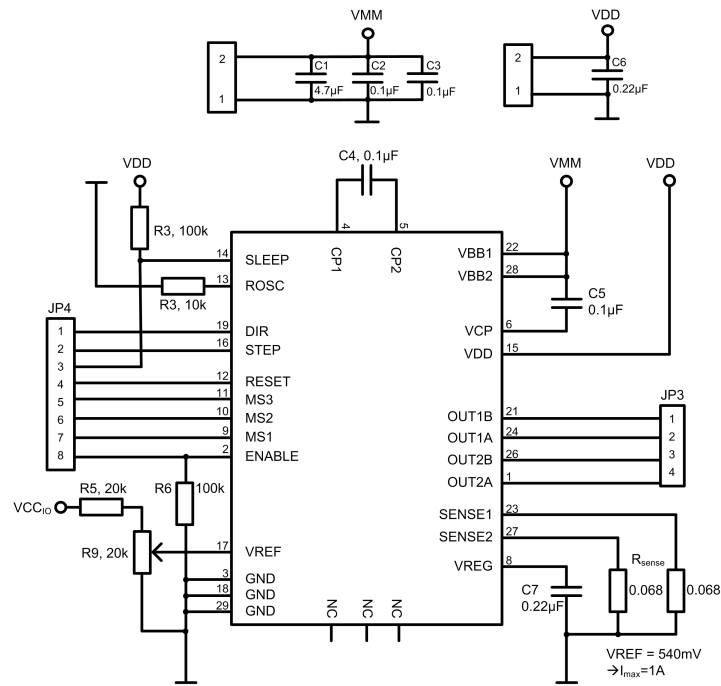 VMM
VDD
2
C1
C2
C3
4.7µF
0.1µF
0.1µF
1
2
C6
0.22µF
1
C4, 0.1µF
VDD
VMM
VDD
R3, 100k
4
5
CP1
CP2
14
SLEEP
13
ROSC
R3, 10k
22
VBB1
28
VBB2
C5
0.1µF
6
VCP
15
VDD
JP4
1
2
3
4
5
6
7
8
19
DIR
16
STEP
12
RESET
11
MS3
10
MS2
9
MS1
2
ENABLE
JP3
1
2
3
4
OUT1B
21
OUT1A
24
OUT2B
26
OUT2A
1
R6
100k
R5, 20k
VCCIO
R9, 20k
17
VREF
3
GND
18
GND
29
GND
SENSE1
23
SENSE2
27
VREG
8
Rsense
0.068
0.068
C7
0.22µF
NC
NC
NC
VREF = 540mV
→Imax=1A